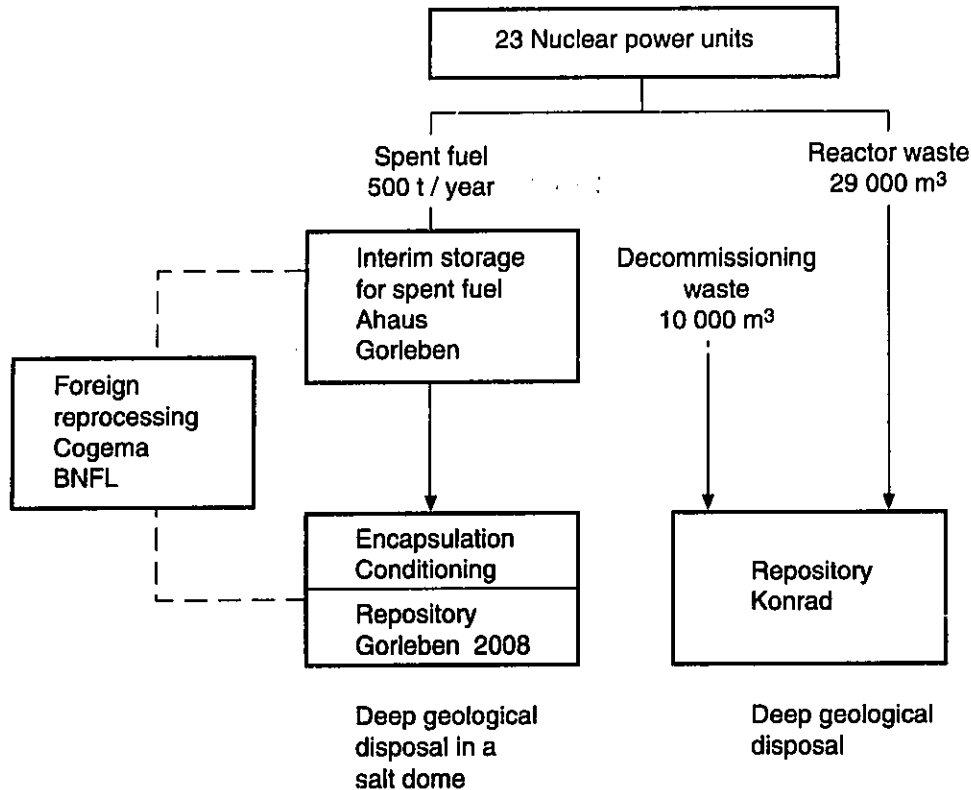 23 Nuclear power units
Spent fuel
500 t / year
Reactor waste
29 000 m³
Interim storage
for spent fuel
Ahaus
Gorleben
Decommissioning
waste
10 000 m³
Foreign
reprocessing
Cogema
BNFL
Encapsulation
Conditioning
Repository
Gorleben 2008
Repository
Konrad
Deep geological
disposal in a
salt dome
Deep geological
disposal